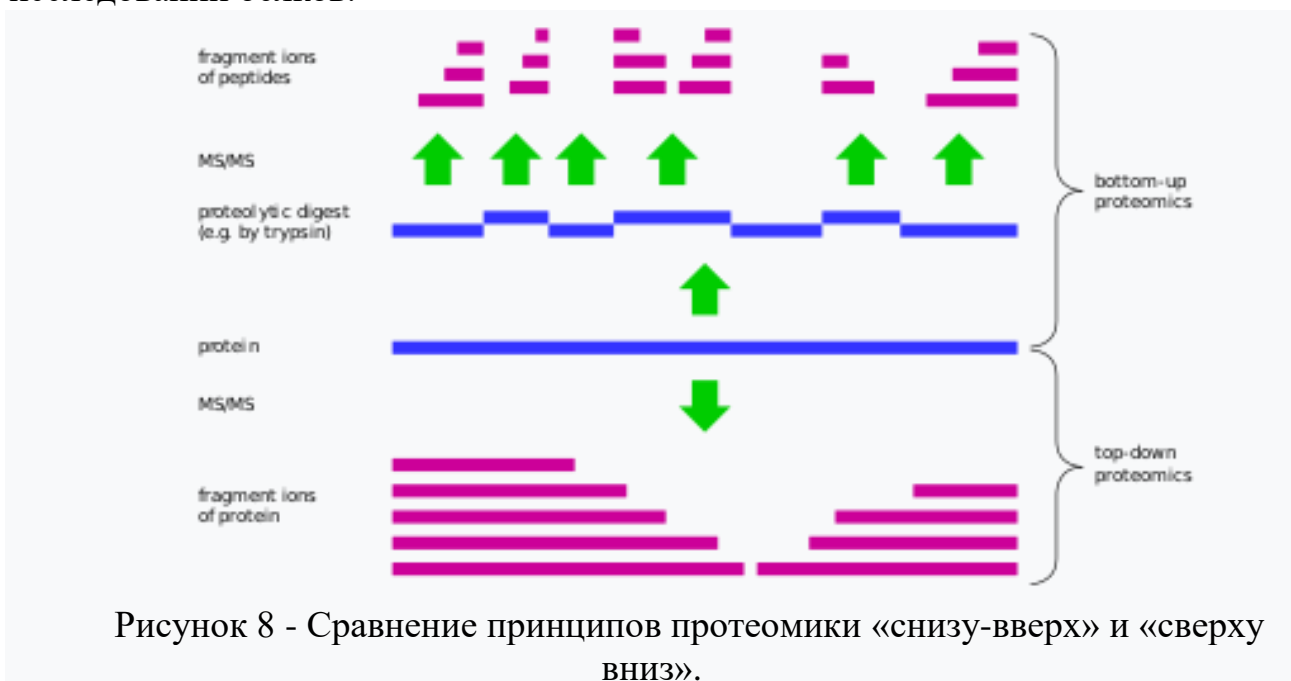 fragment ions
of peptides
MS/MS
proteolytic digest
(e.g. by trypsin)
bottom-up
proteomics
protein
MS/MS
top-down
proteomics
fragment ions
of protein
Рисунок 8 - Сравнение принципов протеомики «снизу-вверх» и «сверху
вниз».